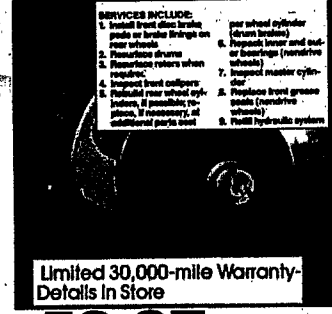 SERVICES INCLUDE:
1. Install front disc brake
pads or brake linings on
rear wheels
2. Resurface drums
3. Resurface rotors when
required
4. Inspect front calipers
5. Rebuild rear wheel cyl-
inders, if possible; re-
place, if necessary, at
additional parts cost
per wheel cylinder
(drum brakes)
6. Repack inner and out
er bearings (nondrive
wheels)
7. Inspect master cylin-
der
8. Replace front grease
seals (nondrive
wheels)
9. Refill hydraulic system
Limited 30,000-mile Warranty-
Details in Store